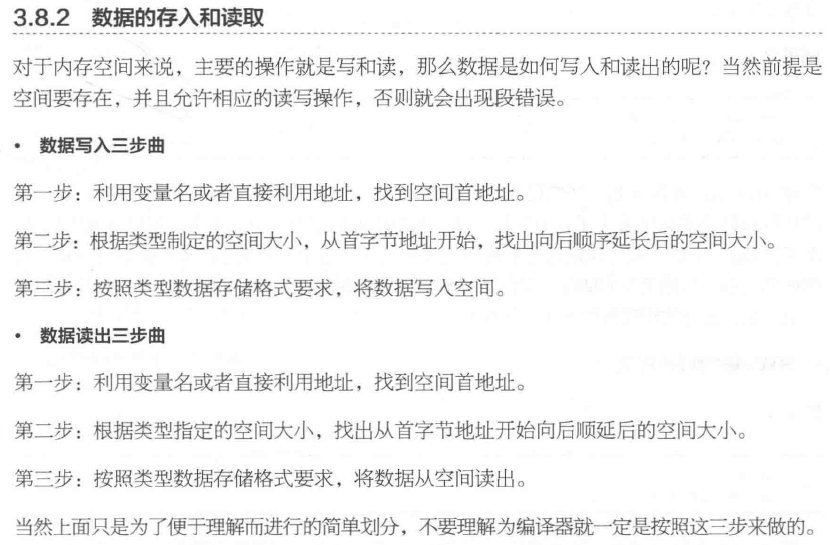 3.8.2 数据的存入和读取
对于内存空间来说，主要的操作就是写和读，那么数据是如何写入和读出的呢？当然前提是
空间要存在，并且允许相应的读写操作，否则就会出现段错误。
• 数据写入三步曲
第一步：利用变量名或者直接利用地址，找到空间首地址。
第二步：根据类型制定的空间大小，从首字节地址开始，找出向后顺序延长后的空间大小。
第三步：按照类型数据存储格式要求，将数据写入空间。
• 数据读出三步曲
第一步：利用变量名或者直接利用地址，找到空间首地址。
第二步：根据类型指定的空间大小，找出从首字节地址开始向后顺延后的空间大小。
第三步：按照类型数据存储格式要求，将数据从空间读出。
当然上面只是为了便于理解而进行的简单划分，不要理解为编译器就一定是按照这三步来做的。